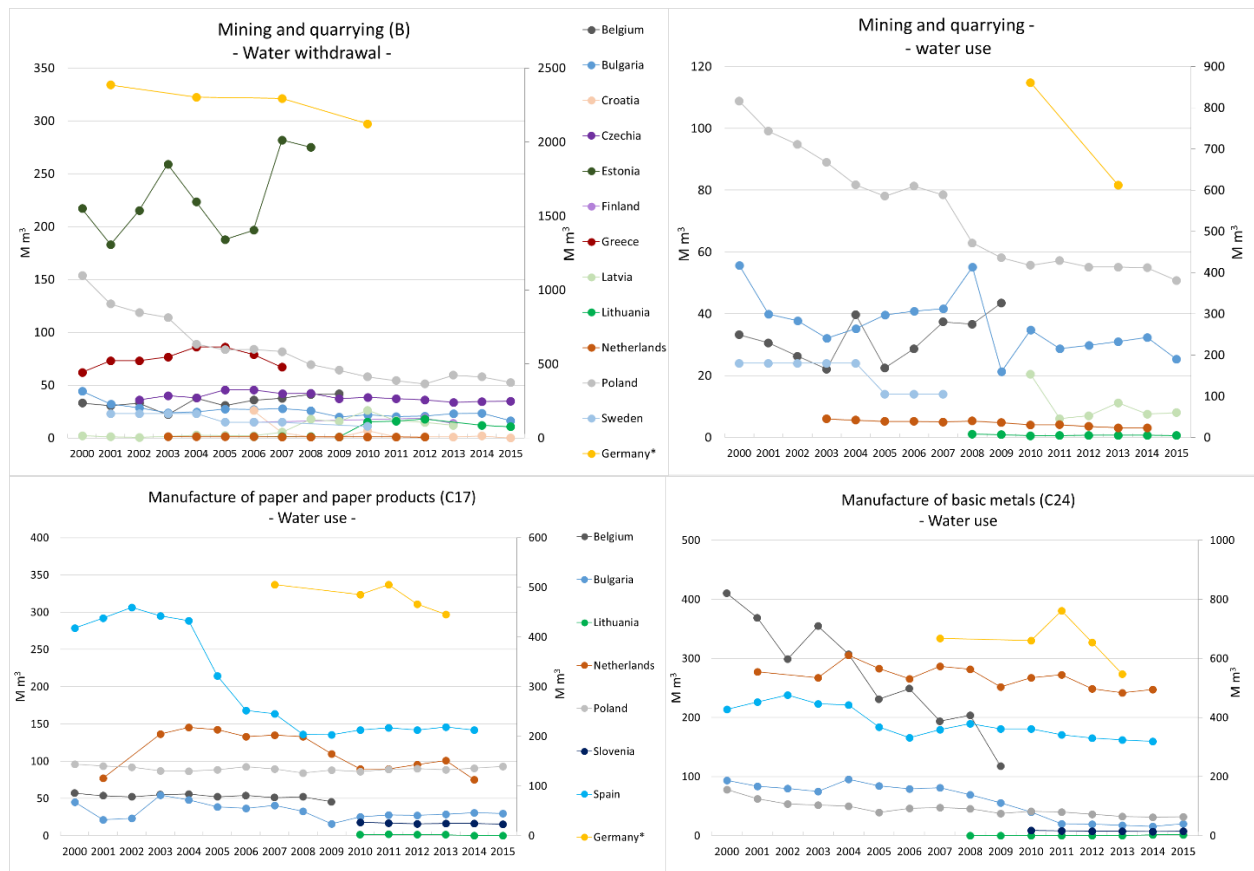 Mining and quarrying (B)
- Water withdrawal -
350
300
250
200
150
100
50
0
M m³
2500
2000
1500
1000
500
0
M m³
2000 2001 2002 2003 2004 2005 2006 2007 2008 2009 2010 2011 2012 2013 2014 2015
Belgium
Bulgaria
Croatia
Czechia
Estonia
Finland
Greece
Latvia
Lithuania
Netherlands
Poland
Sweden
Germany*
Mining and quarrying -
- water use
120
100
80
60
40
20
0
M m³
900
800
700
600
500
400
300
200
100
0
M m³
2000 2001 2002 2003 2004 2005 2006 2007 2008 2009 2010 2011 2012 2013 2014 2015
Manufacture of paper and paper products (C17)
- Water use -
400
350
300
250
200
150
100
50
0
M m³
600
500
400
300
200
100
0
M m³
2000 2001 2002 2003 2004 2005 2006 2007 2008 2009 2010 2011 2012 2013 2014 2015
Belgium
Bulgaria
Lithuania
Netherlands
Poland
Slovenia
Spain
Germany*
Manufacture of basic metals (C24)
- Water use
500
400
300
200
100
0
M m³
1000
800
600
400
200
0
M m³
2000 2001 2002 2003 2004 2005 2006 2007 2008 2009 2010 2011 2012 2013 2014 2015